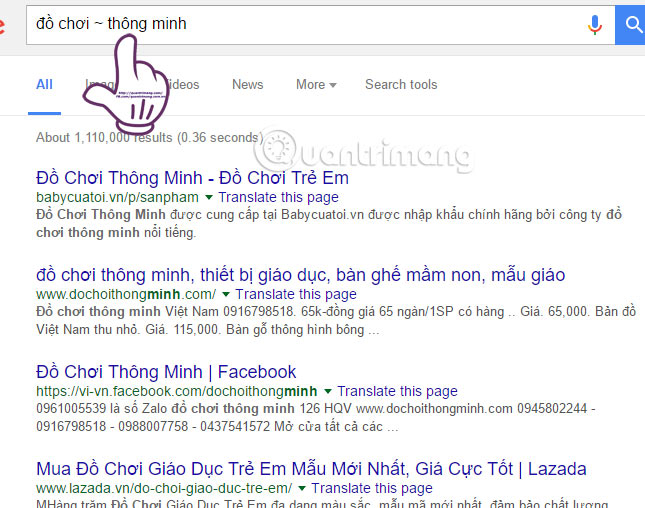 đồ chơi ~ thông minh
All
Videos
News
More
Search tools
About 1,110,000 results (0.36 seconds)
Quantrimang
Đồ Chơi Thông Minh - Đồ Chơi Trẻ Em
babycuatoi.vn/p/sanpham Translate this page
Đồ Chơi Thông Minh được cung cấp tại Babycuatoi.vn được nhập khẩu chính hãng bởi công ty đồ
chơi thông minh nổi tiếng.
đồ chơi thông minh, thiết bị giáo dục, bàn ghế mầm non, mẫu giáo
www.dochoithongminh.com/ Translate this page
Đồ chơi thông minh Việt Nam 0916798518. 65k-đồng giá 65 ngàn/1SP có hàng .. Giá. 65,000. Bản đồ
Việt Nam thu nhỏ. Giá. 115,000. Bàn gỗ thông hình bông ...
Đồ Chơi Thông Minh | Facebook
https://vi-vn.facebook.com/dochoithongminh Translate this page
0961005539 là số Zalo đồ chơi thông minh 126 HQV www.dochoithongminh.com 0945802244 -
0916798518 - 0988007758 - 0437541572 Mở cửa tất cả các ...
Mua Đồ Chơi Giáo Dục Trẻ Em Mẫu Mới Nhất, Giá Cực Tốt | Lazada
www.lazada.vn/do-choi-giao-duc-tre-em/ Translate this page
MHàng trăm Đồ Chơi Giáo Dục Trẻ Em đa dạng màu sắc, mẫu mã mới nhất, đảm bảo chất lượng